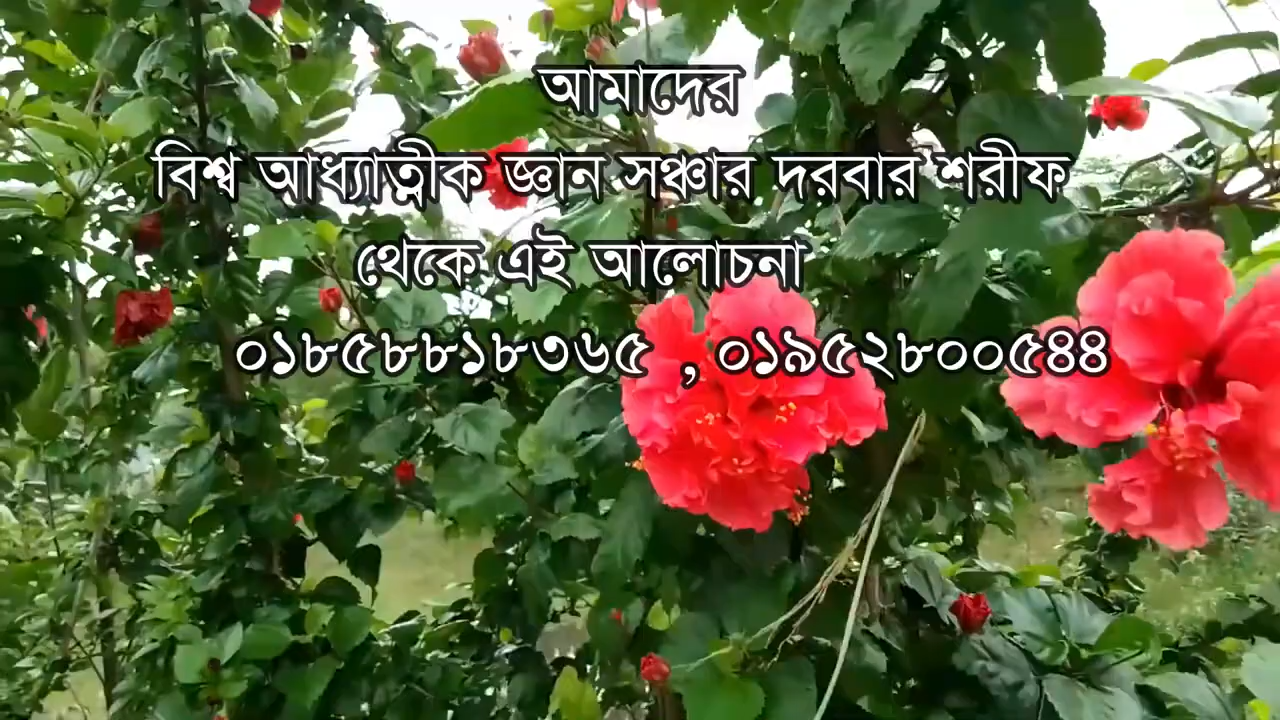 আমাদের
বিশ্ব আধ্যাত্নীক জ্ঞান সঞ্চার দরবার শরীফ
থেকে এই আলোচনা
০১৮৫৮৮১৮৩৬৫ , ০১৯৫২৮০০৫৪৪